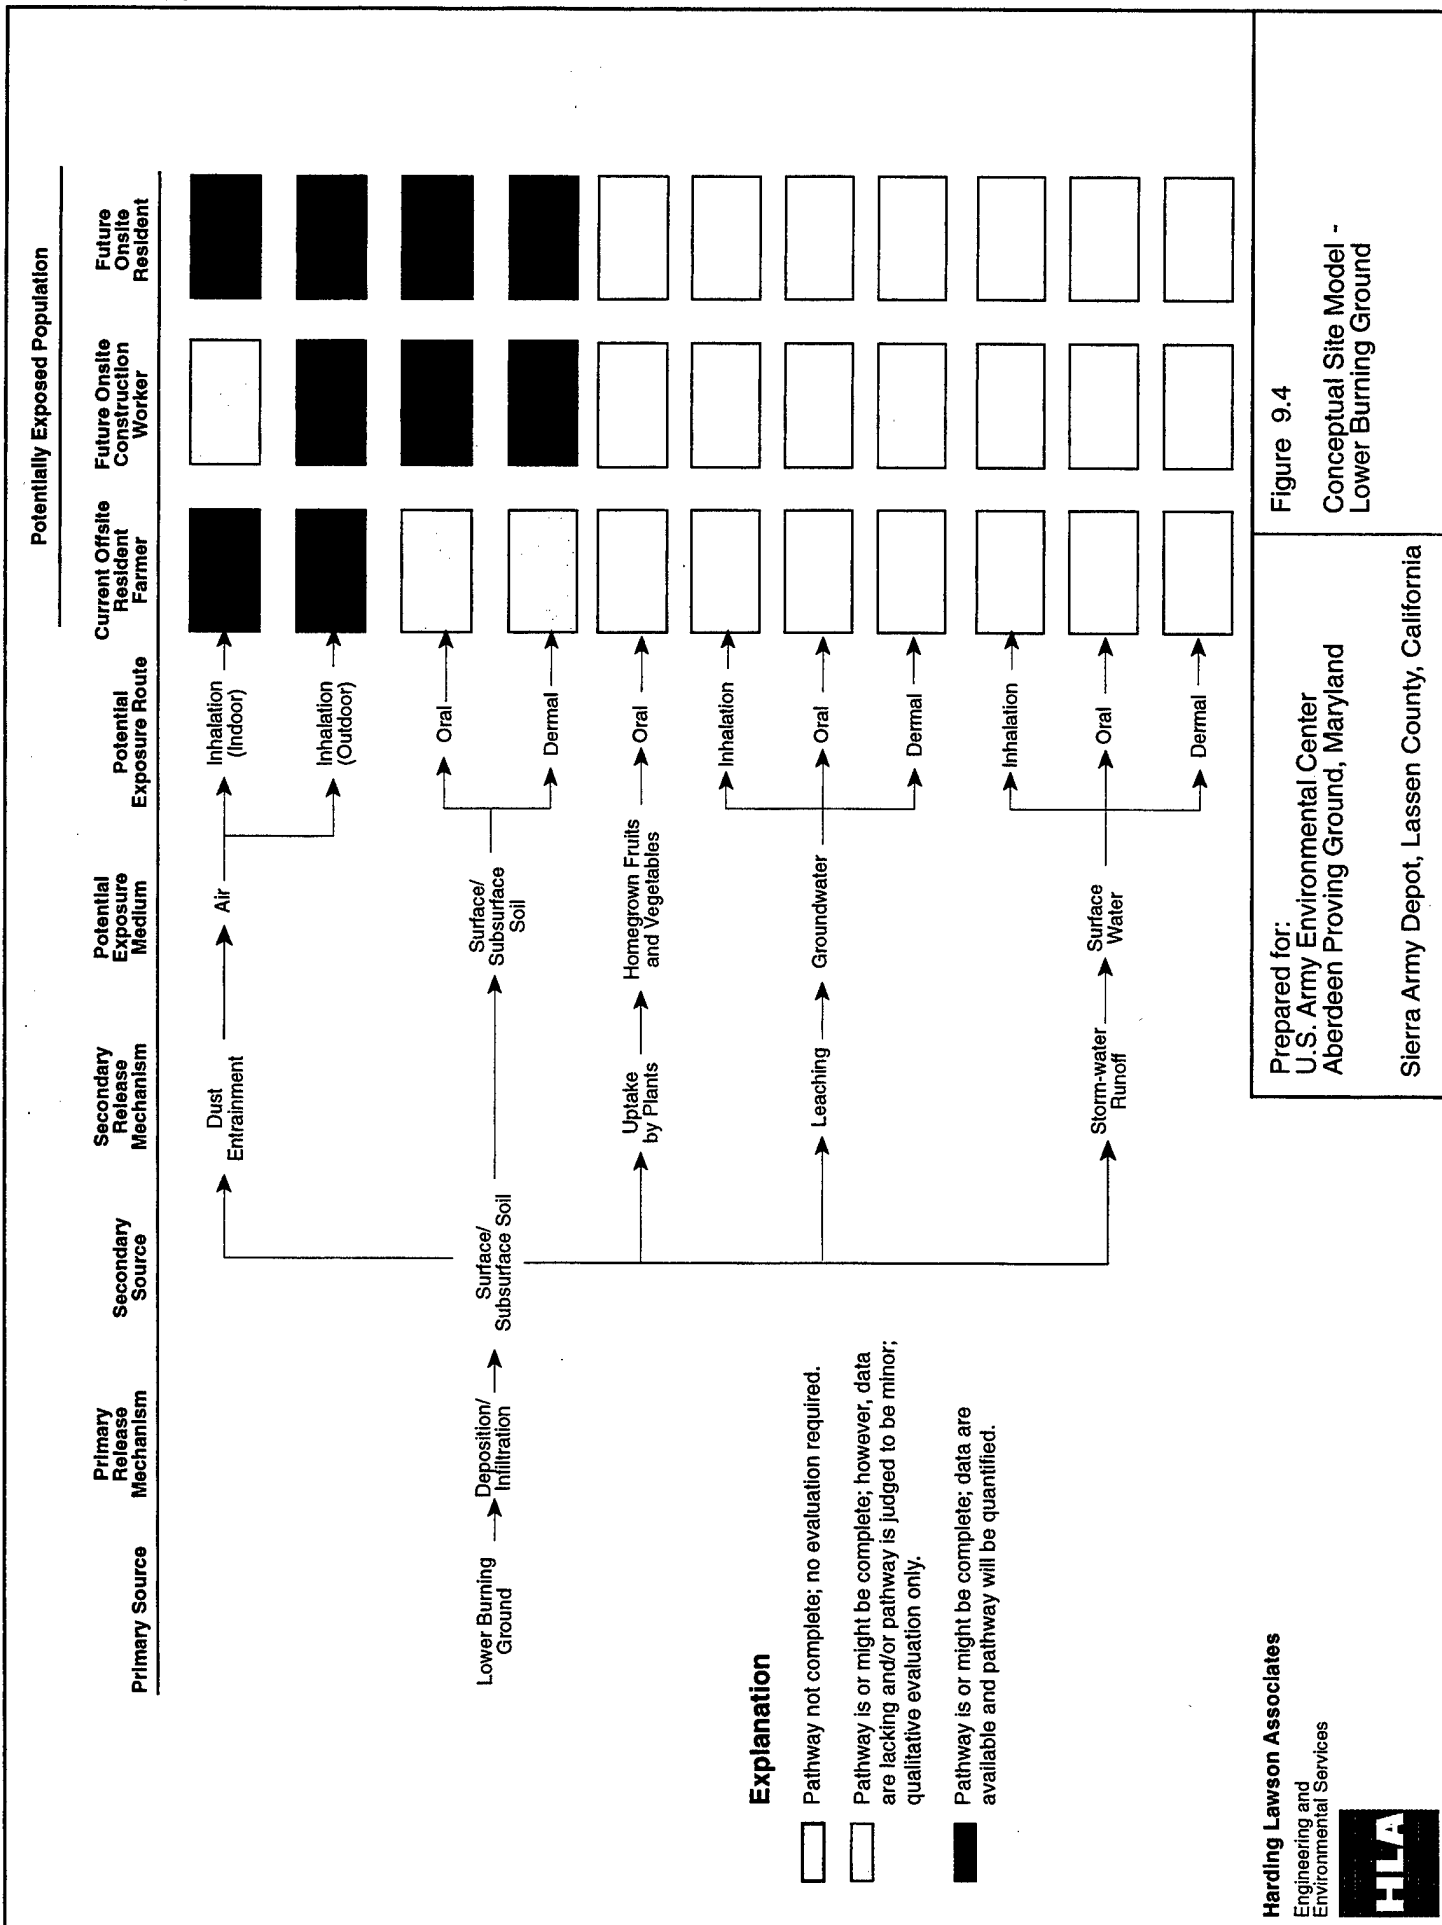 Potentially Exposed Population
Primary Source
Primary
Release
Mechanism
Secondary
Source
Secondary
Release
Mechanism
Potential
Exposure
Medium
Potential
Exposure Route
Current Offsite
Resident
Farmer
Future Onsite
Construction
Worker
Future
Onsite
Resident
Lower Burning
Ground
Deposition/
Infiltration
Surface/
Subsurface Soil
Dust
Entrainment
Air
Inhalation
(Indoor)
Inhalation
(Outdoor)
Surface/
Subsurface
Soil
Oral
Dermal
Uptake
by Plants
Homegrown Fruits
and Vegetables
Oral
Leaching
Groundwater
Inhalation
Oral
Dermal
Storm-water
Runoff
Surface
Water
Inhalation
Oral
Dermal
Explanation
Pathway not complete; no evaluation required.
Pathway is or might be complete; however, data
are lacking and/or pathway is judged to be minor;
qualitative evaluation only.
Pathway is or might be complete; data are
available and pathway will be quantified.
Harding Lawson Associates
Engineering and
Environmental Services
HLA
Prepared for:
U.S. Army Environmental Center
Aberdeen Proving Ground, Maryland
Sierra Army Depot, Lassen County, California
Figure 9.4
Conceptual Site Model -
Lower Burning Ground